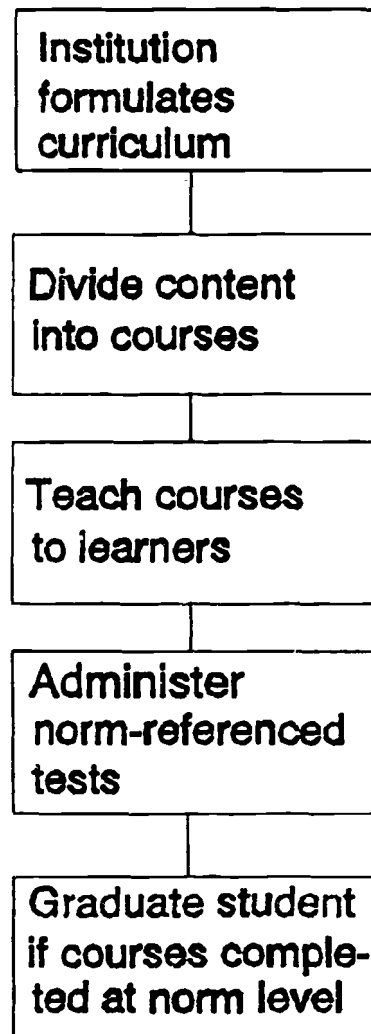 Institution
formulates
curriculum
Divide content
into courses
Teach courses
to learners
Administer
norm-referenced
tests
Graduate student
if courses comple-
ted at norm level